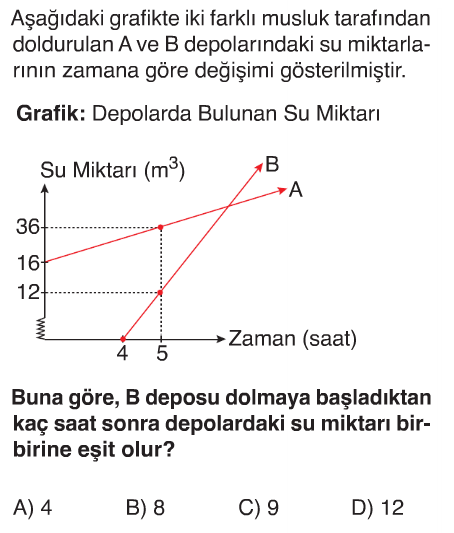 Aşağıdaki grafikte iki farklı musluk tarafından
doldurulan A ve B depolarındaki su miktarla-
rının zamana göre değişimi gösterilmiştir.
Grafik: Depolarda Bulunan Su Miktarı
Su Miktarı (m³)
B
A
36
16
12
Zaman (saat)
4 5
Buna göre, B deposu dolmaya başladıktan
kaç saat sonra depolardaki su miktarı bir-
birine eşit olur?
A) 4 B) 8 C) 9 D) 12